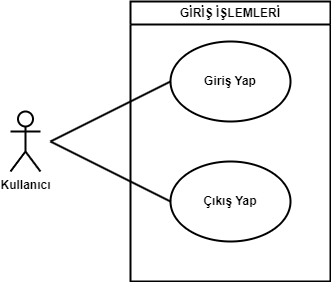 GİRİŞ İŞLEMLERİ
Giriş Yap
Kullanıcı
Çıkış Yap